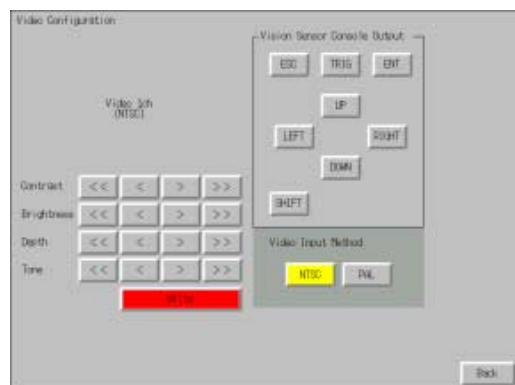 Video Configuration
Vision Sensor Console Output
ESC TRIG ENT
Video 1ch
(NTSC)
UP
LEFT RIGHT
DOWN
SHIFT
Contrast << < > >>
Brightness << < > >>
Depth << < > >>
Tone << < > >>
Video Input Method
NTSC PAL
Back